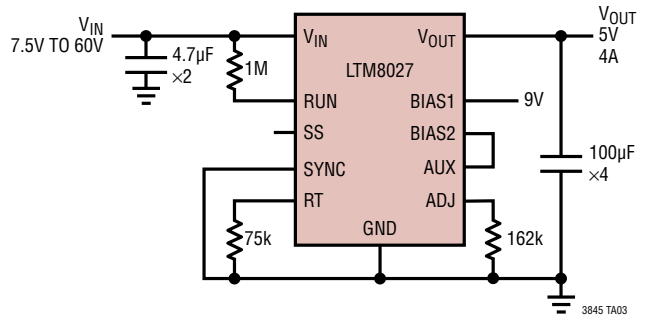 VIN
7.5V TO 60V
4.7µF
×2
1M
VIN
RUN
SS
SYNC
RT
LTM8027
GND
VOUT
BIAS1
BIAS2
AUX
ADJ
9V
75k
162k
VOUT
5V
4A
100µF
×4
3845 TA03